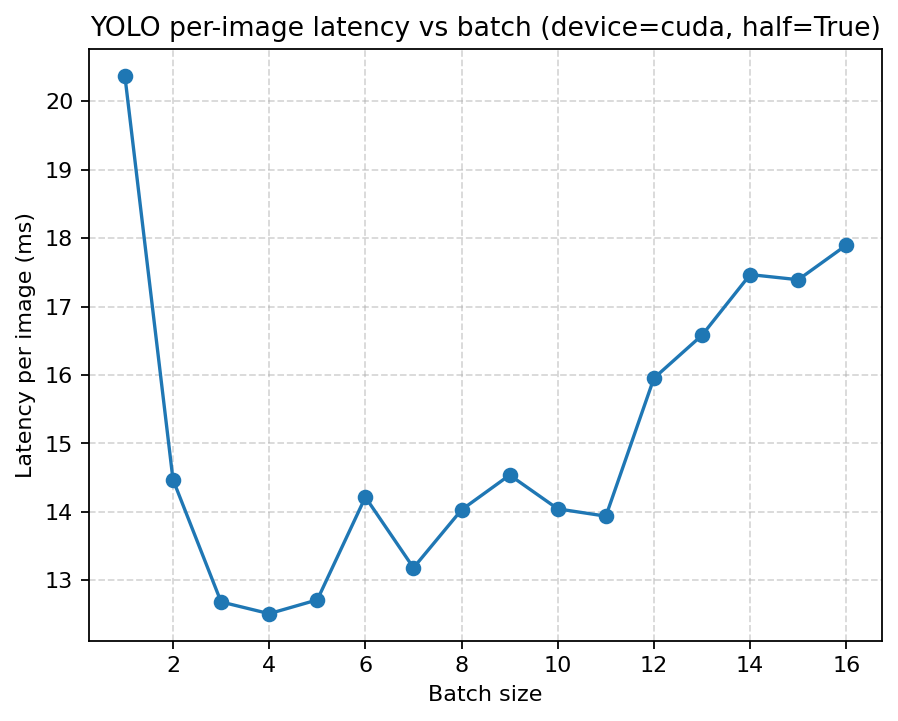 YOLO per-image latency vs batch (device=cuda, half=True)
Latency per image (ms)
20
19
18
17
16
15
14
13
2 4 6 8 10 12 14 16
Batch size